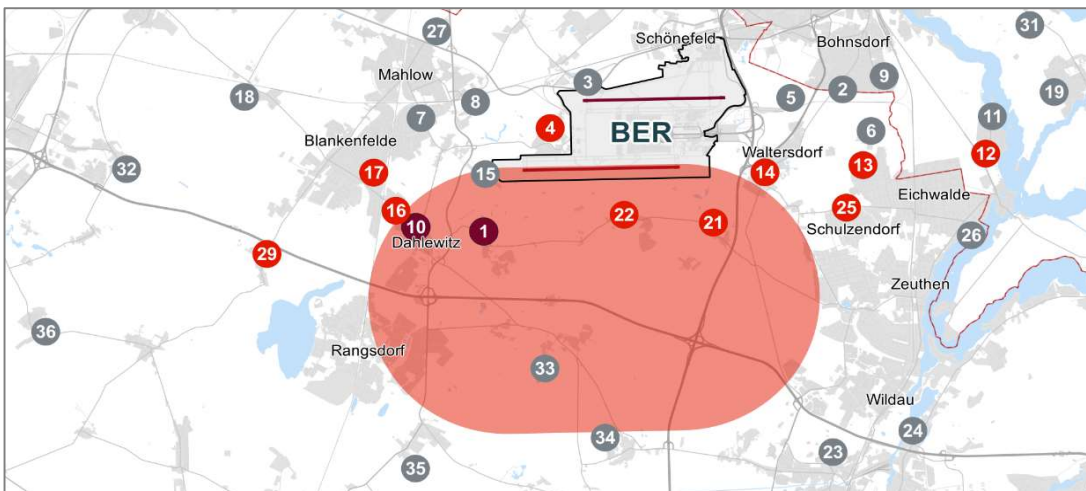 31
27
Schönefeld
Bohnsdorf
Mahlow
3
9
18
8
5
2
19
7
11
4
BER
6
Blankenfelde
Waltersdorf
12
32
17
15
14
13
Eichwalde
16
22
21
25
10
1
Schulzendorf
26
Dahlewitz
29
Zeuthen
36
Rangsdorf
33
Wildau
34
24
23
35